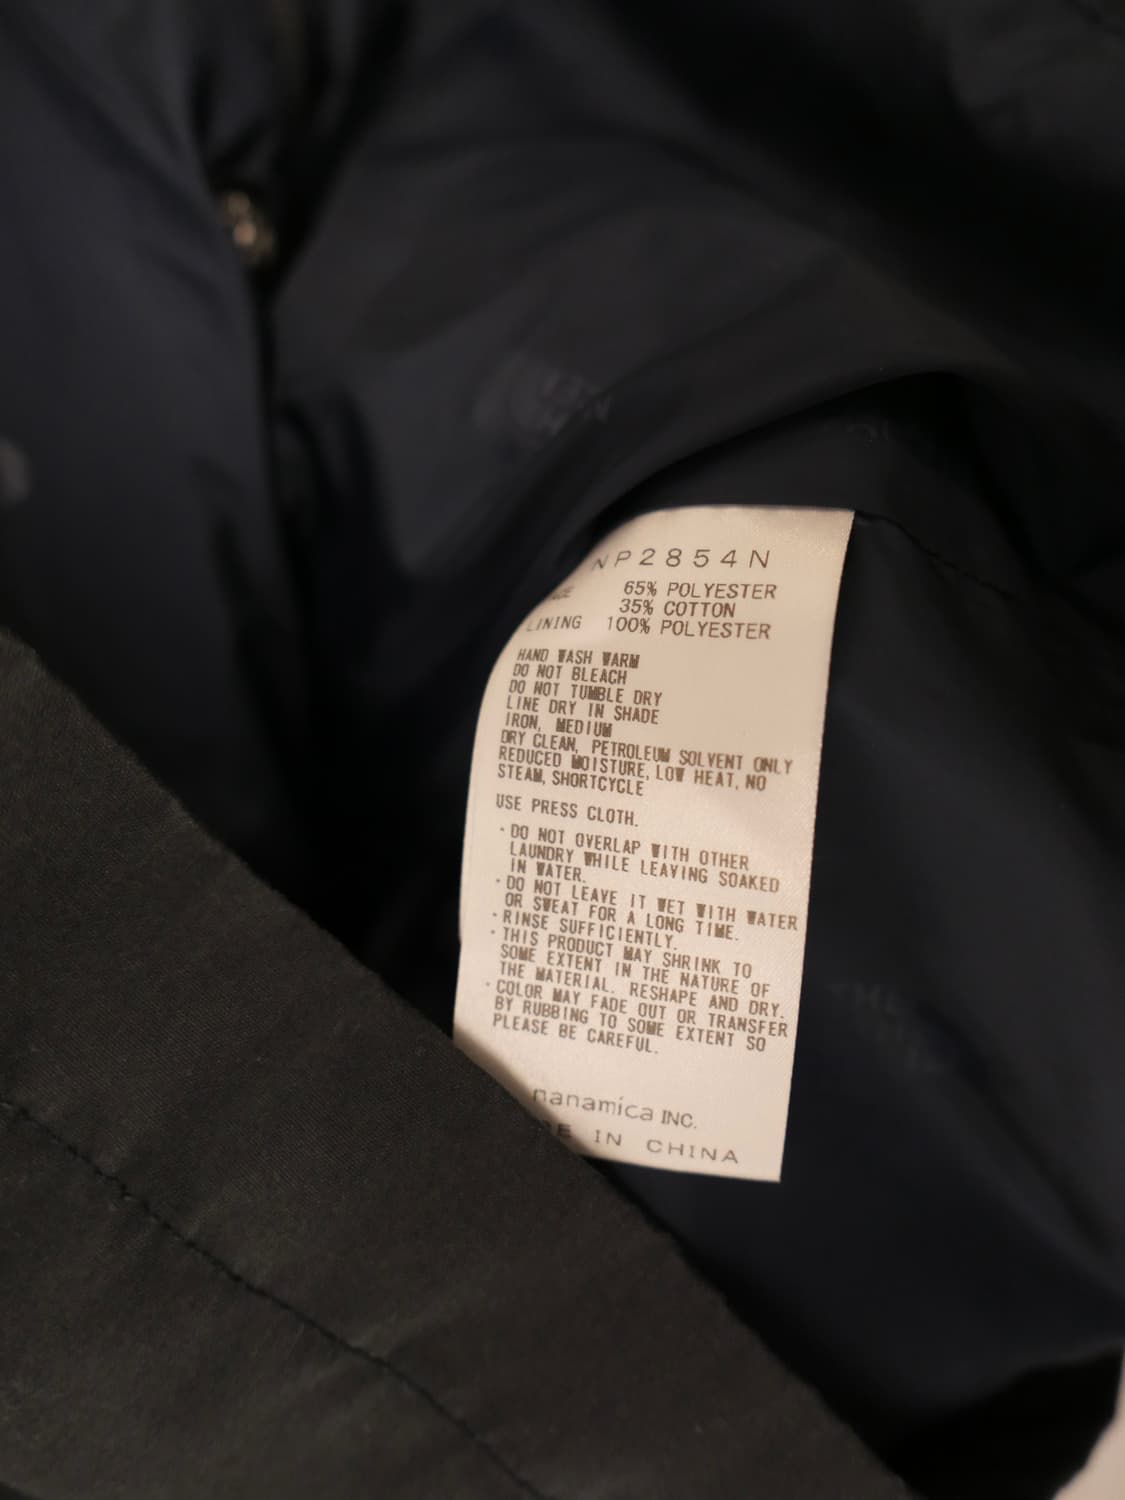 NP2854N
65% POLYESTER
35% COTTON
LINING 100% POLYESTER
HAND WASH WARM
DO NOT BLEACH
DO NOT TUMBLE DRY
LINE DRY IN SHADE
IRON, MEDIUM
DRY CLEAN, PETROLEUM SOLVENT ONLY
REDUCED MOISTURE, LOW HEAT, NO
STEAM, SHORTCYCLE
USE PRESS CLOTH.
・DO NOT OVERLAP WITH OTHER
LAUNDRY WHILE LEAVING SOAKED
IN WATER.
・DO NOT LEAVE IT WET WITH WATER
OR SWEAT FOR A LONG TIME.
・RINSE SUFFICIENTLY.
・THIS PRODUCT MAY SHRINK TO
SOME EXTENT IN THE NATURE OF
THE MATERIAL. RESHAPE AND DRY.
・COLOR MAY FADE OUT OR TRANSFER
BY RUBBING TO SOME EXTENT SO
PLEASE BE CAREFUL.
nanamica INC.
IN CHINA